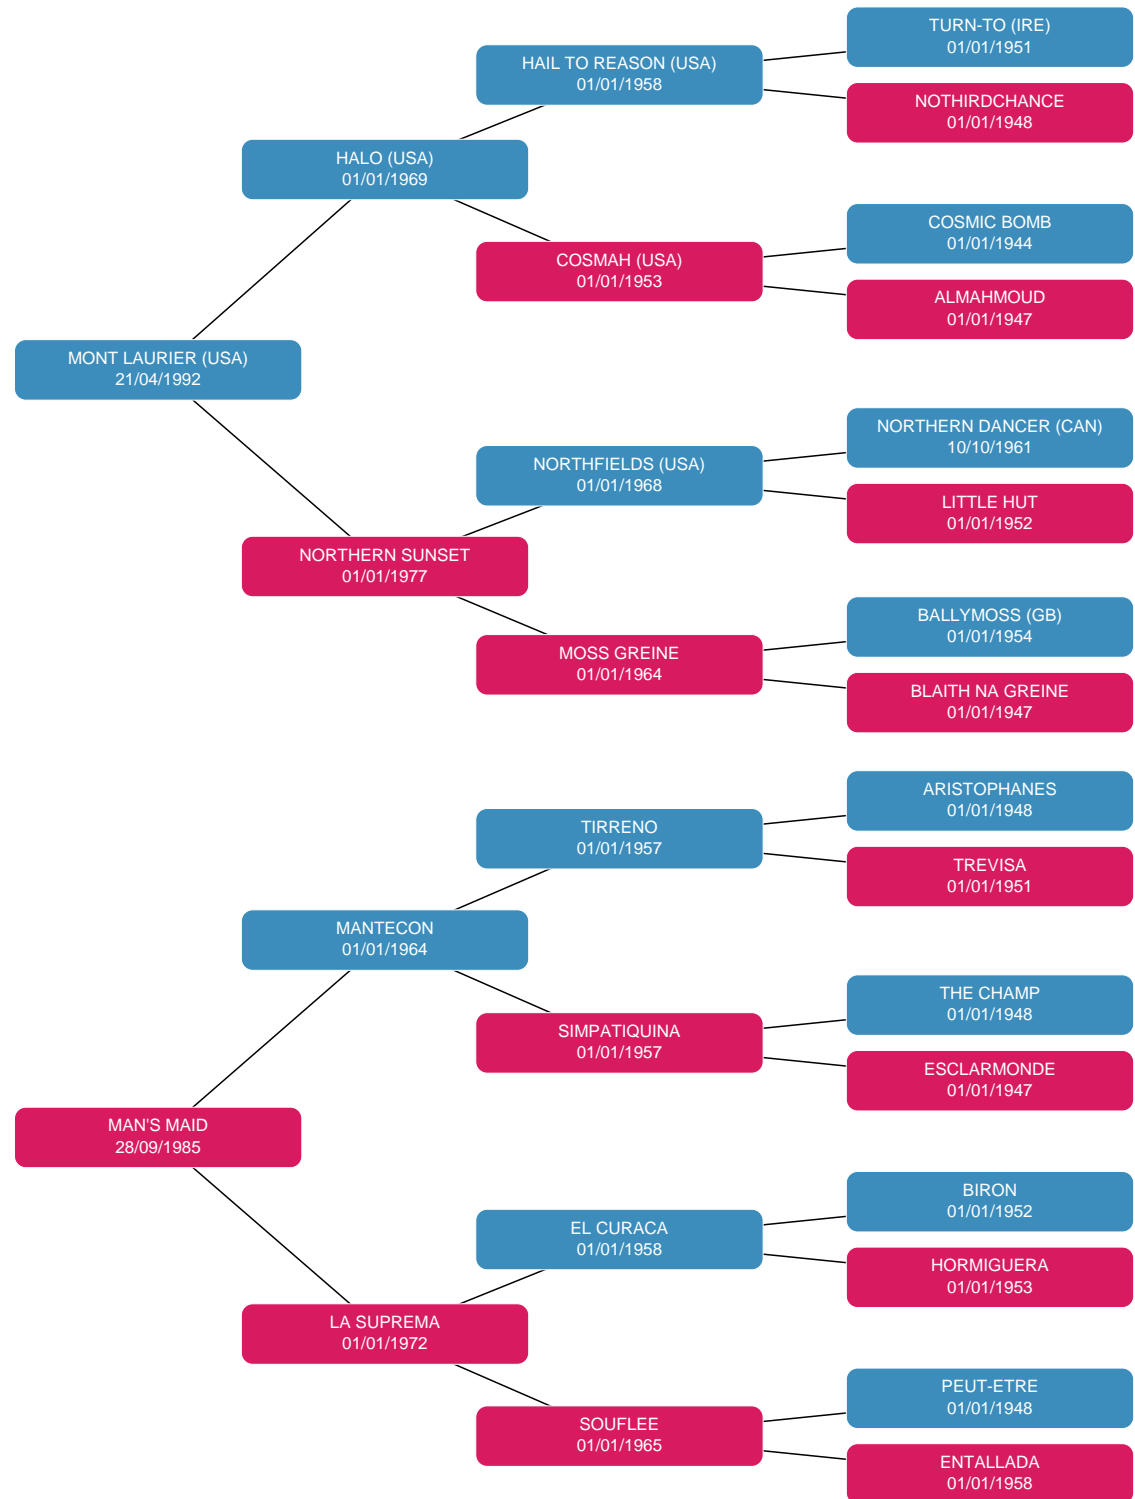 TURN-TO (IRE)
01/01/1951
HAIL TO REASON (USA)
01/01/1958
NOTHIRDCHANCE
01/01/1948
HALO (USA)
01/01/1969
COSMIC BOMB
01/01/1944
COSMAH (USA)
01/01/1953
ALMAHMOUD
01/01/1947
MONT LAURIER (USA)
21/04/1992
NORTHERN DANCER (CAN)
10/10/1961
NORTHFIELDS (USA)
01/01/1968
LITTLE HUT
01/01/1952
NORTHERN SUNSET
01/01/1977
BALLYMOSS (GB)
01/01/1954
MOSS GREINE
01/01/1964
BLAITH NA GREINE
01/01/1947
ARISTOPHANES
01/01/1948
TIRRENO
01/01/1957
TREVISA
01/01/1951
MANTECON
01/01/1964
THE CHAMP
01/01/1948
SIMPATIQUINA
01/01/1957
ESCLARMONDE
01/01/1947
MAN'S MAID
28/09/1985
BIRON
01/01/1952
EL CURACA
01/01/1958
HORMIGUERA
01/01/1953
LA SUPREMA
01/01/1972
PEUT-ETRE
01/01/1948
SOUFLEE
01/01/1965
ENTALLADA
01/01/1958